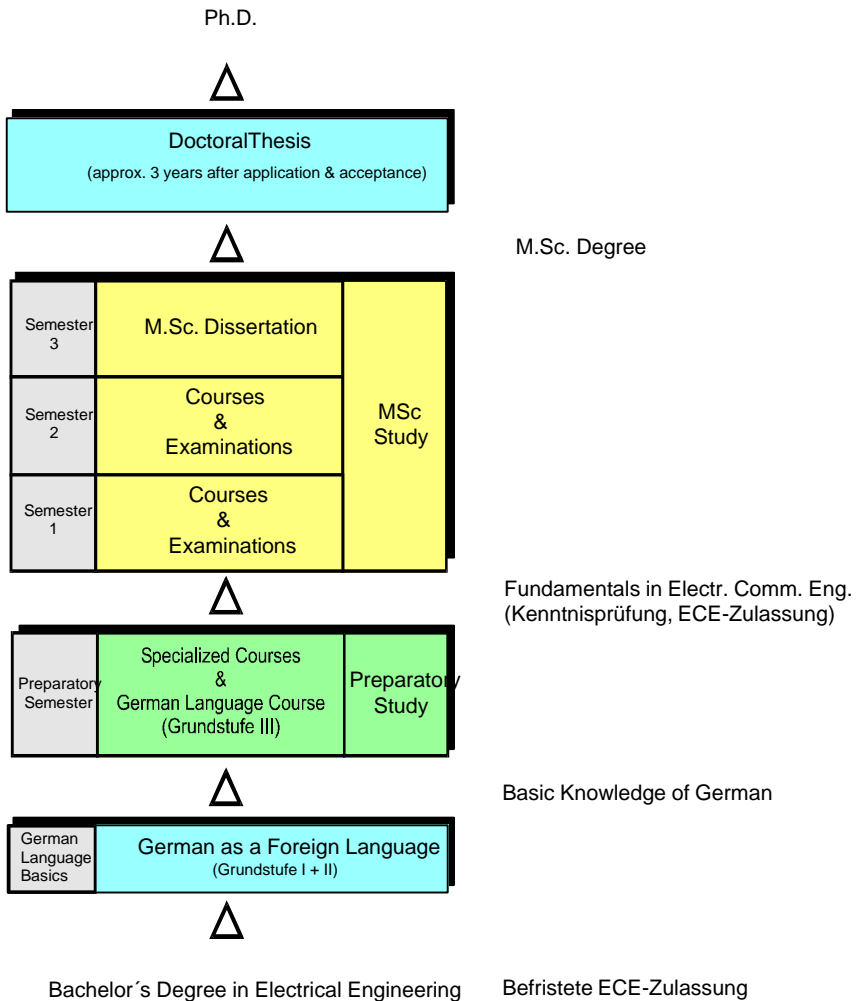 Ph.D.
DoctoralThesis
(approx. 3 years after application & acceptance)
M.Sc. Degree
Semester
3
M.Sc. Dissertation
Semester
2
Courses
&
Examinations
MSc
Study
Semester
1
Courses
&
Examinations
Fundamentals in Electr. Comm. Eng.
(Kenntnisprüfung, ECE-Zulassung)
Preparatory
Semester
Specialized Courses
&
German Language Course
(Grundstufe III)
Preparatory
Study
Basic Knowledge of German
German
Language
Basics
German as a Foreign Language
(Grundstufe I + II)
Bachelor´s Degree in Electrical Engineering
Befristete ECE-Zulassung